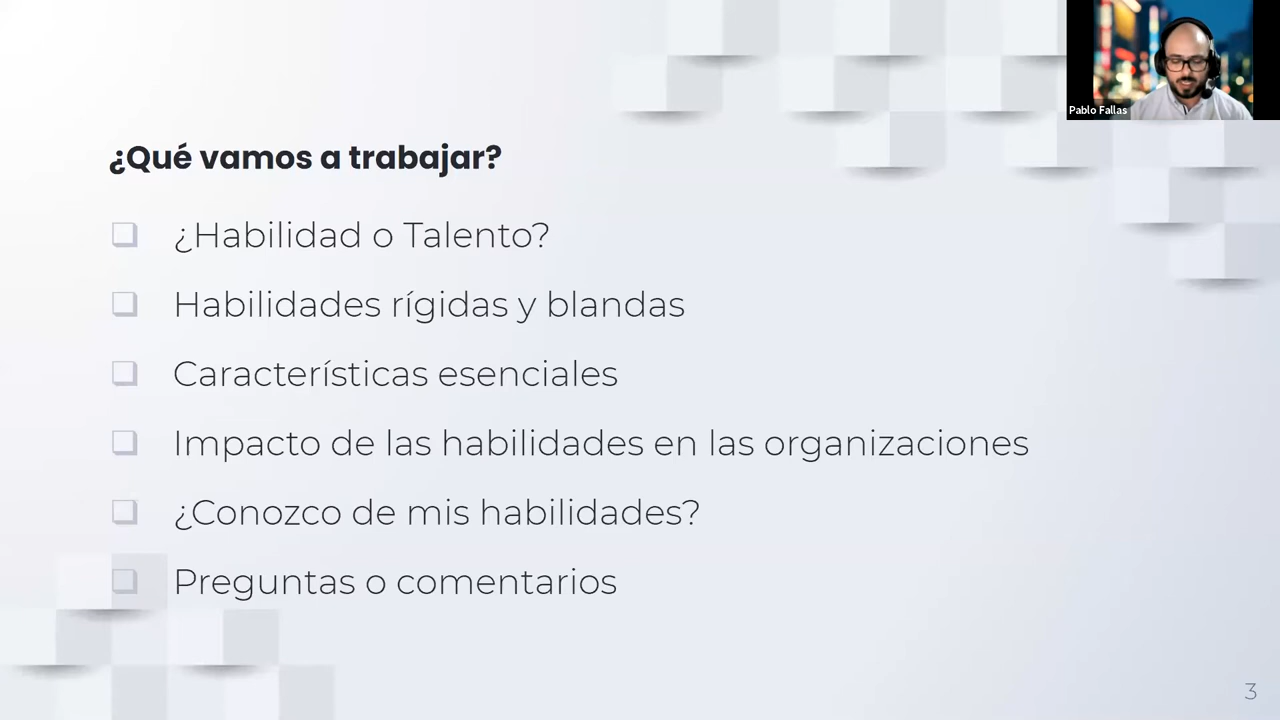 Pablo Fallas
¿Qué vamos a trabajar?
¿Habilidad o Talento?
Habilidades rígidas y blandas
Características esenciales
Impacto de las habilidades en las organizaciones
¿Conozco de mis habilidades?
Preguntas o comentarios
3